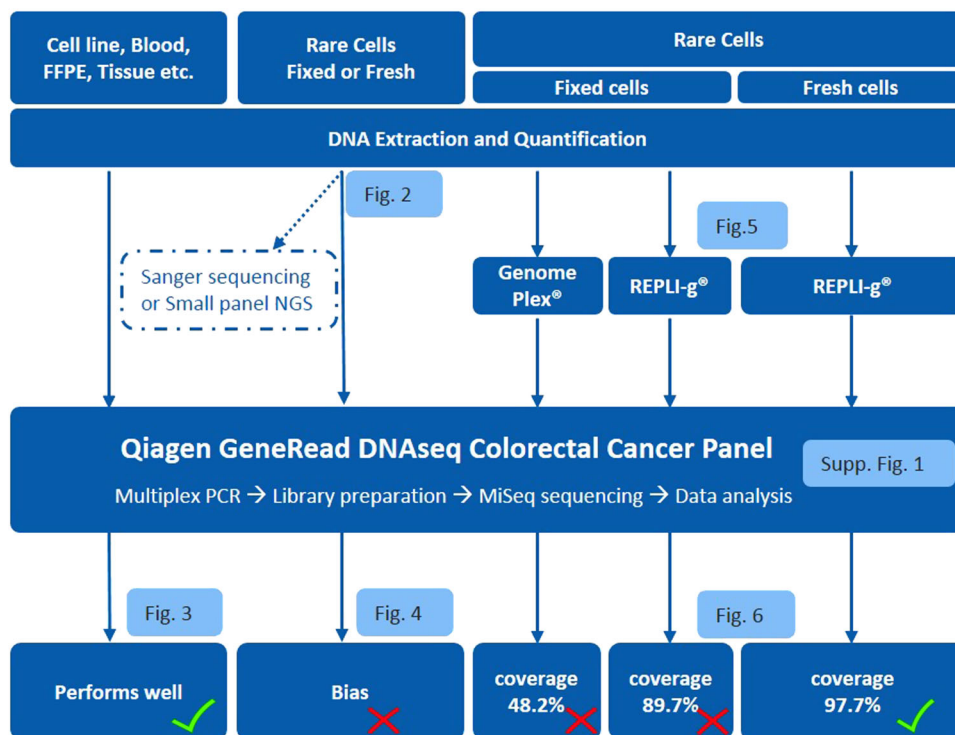 Cell line, Blood,
FFPE, Tissue etc.
Rare Cells
Fixed or Fresh
Rare Cells
Fixed cells
Fresh cells
DNA Extraction and Quantification
Fig. 2
Fig.5
Sanger sequencing
or Small panel NGS
Genome
Plex®
REPLI-g®
REPLI-g®
Qiagen GeneRead DNAseq Colorectal Cancer Panel
Supp. Fig. 1
Multiplex PCR → Library preparation → MiSeq sequencing → Data analysis
Fig. 3
Fig. 4
Fig. 6
Performs well
Bias
coverage
48.2%
coverage
89.7%
coverage
97.7%